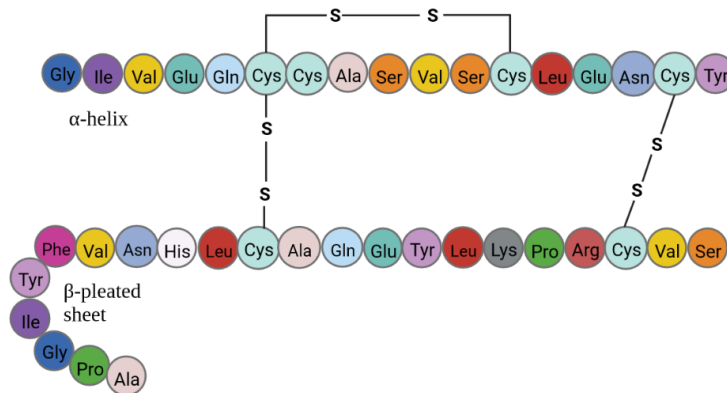 S S
Gly Ile Val Glu Gln Cys Cys Ala Ser Val Ser Cys Leu Glu Asn Cys Tyr
α-helix
S
S
S
S
Phe Val Asn His Leu Cys Ala Gln Glu Tyr Leu Lys Pro Arg Cys Val Ser
Tyr
β-pleated
sheet
Ile
Gly
Pro
Ala